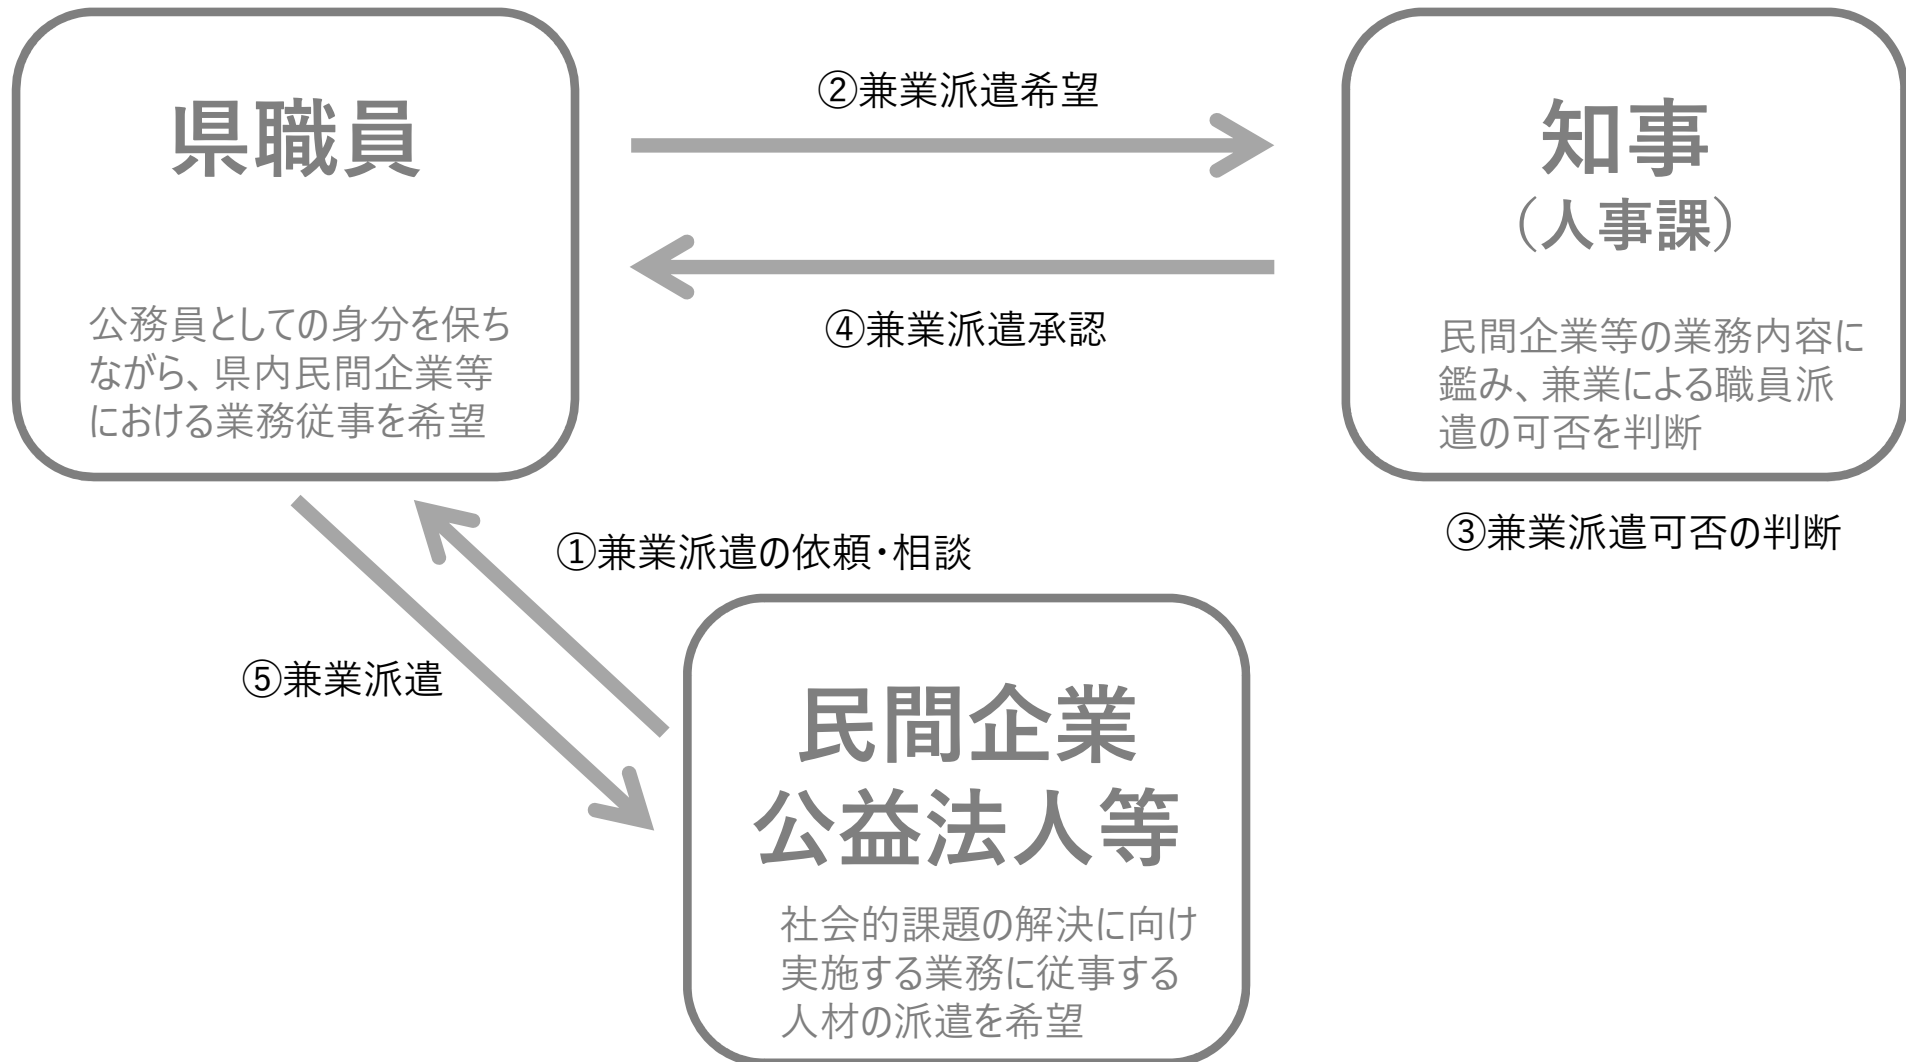 県職員
公務員としての身分を保ち
ながら、県内民間企業等
における業務従事を希望
②兼業派遣希望
④兼業派遣承認
知事
（人事課）
民間企業等の業務内容に
鑑み、兼業による職員派
遣の可否を判断
③兼業派遣可否の判断
①兼業派遣の依頼・相談
⑤兼業派遣
民間企業
公益法人等
社会的課題の解決に向け
実施する業務に従事する
人材の派遣を希望